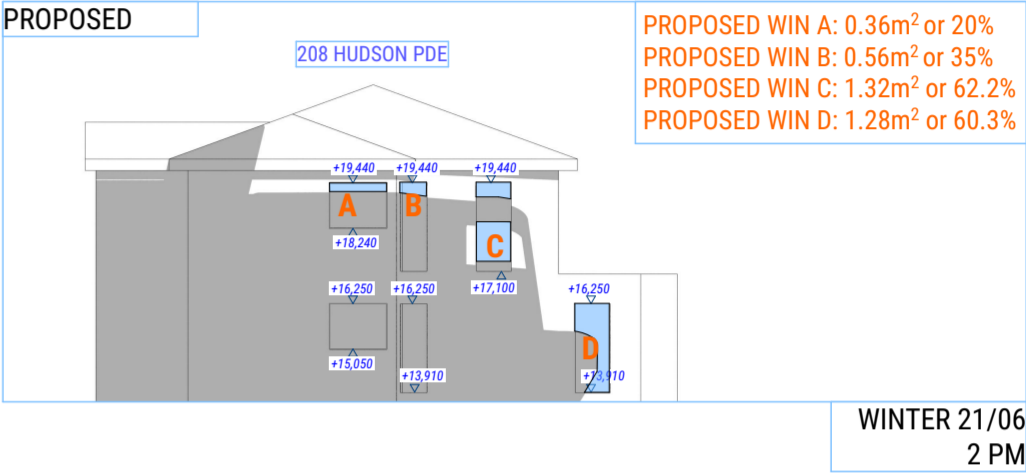 PROPOSED
208 HUDSON PDE
PROPOSED WIN A: 0.36m² or 20%
PROPOSED WIN B: 0.56m² or 35%
PROPOSED WIN C: 1.32m² or 62.2%
PROPOSED WIN D: 1.28m² or 60.3%
+19,440 +19,440 +19,440
A B
C
+18,240
+16,250 +16,250 +17,100 +16,250
D
+15,050
+13,910 +13,910
WINTER 21/06
2 PM